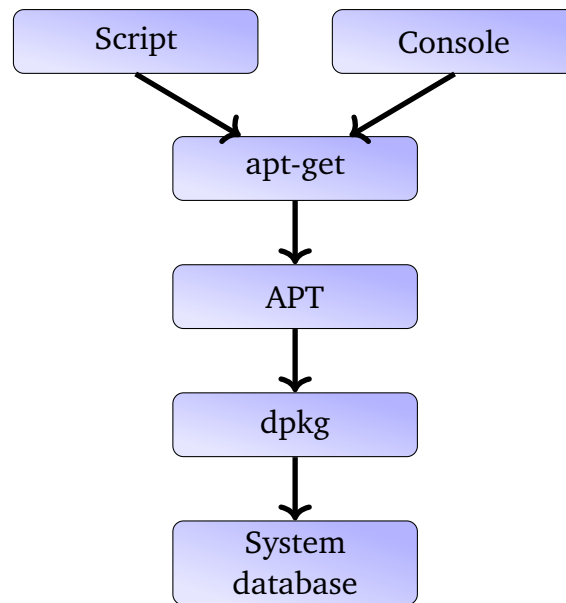 Script
Console
apt-get
APT
dpkg
System
database